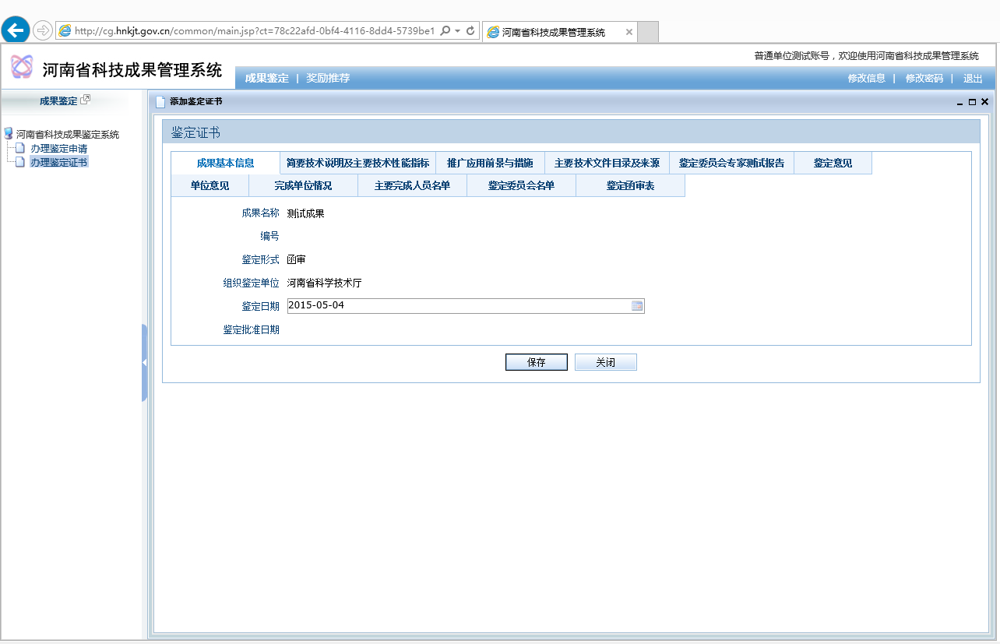 http://cg.hnkjt.gov.cn/common/main.jsp?ct=78c22afd-0bf4-4116-8dd4-5739be1
河南省科技成果管理系统
普通单位测试账号，欢迎使用河南省科技成果管理系统
河南省科技成果管理系统
成果鉴定 | 奖励推荐
修改信息 | 修改密码 | 退出
成果鉴定
添加鉴定证书
河南省科技成果鉴定系统
办理鉴定申请
办理鉴定证书
鉴定证书
成果基本信息 简要技术说明及主要技术性能指标 推广应用前景与措施 主要技术文件目录及来源 鉴定委员会专家测试报告 鉴定意见
单位意见 完成单位情况 主要完成人员名单 鉴定委员会名单 鉴定函审表
成果名称 测试成果
编号
鉴定形式 函审
组织鉴定单位 河南省科学技术厅
鉴定日期 2015-05-04
鉴定批准日期
保存 关闭